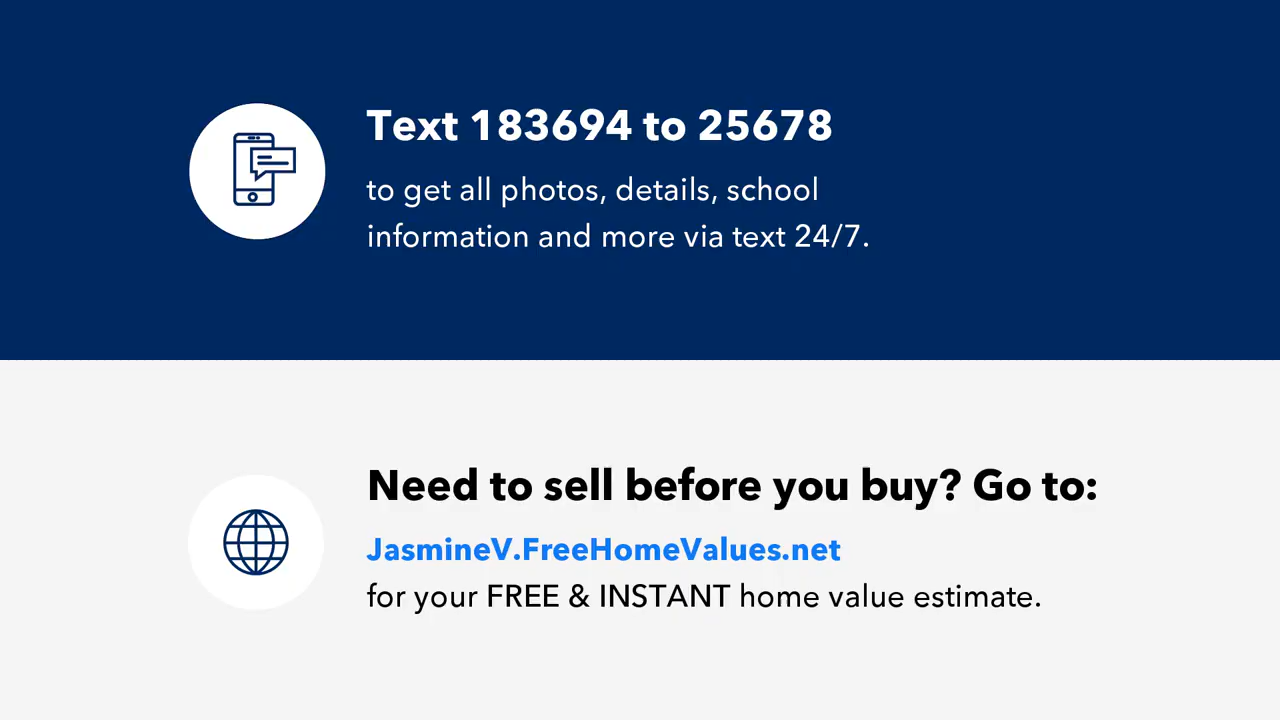 Text 183694 to 25678
to get all photos, details, school
information and more via text 24/7.
Need to sell before you buy? Go to:
JasmineV.FreeHomeValues.net
for your FREE & INSTANT home value estimate.